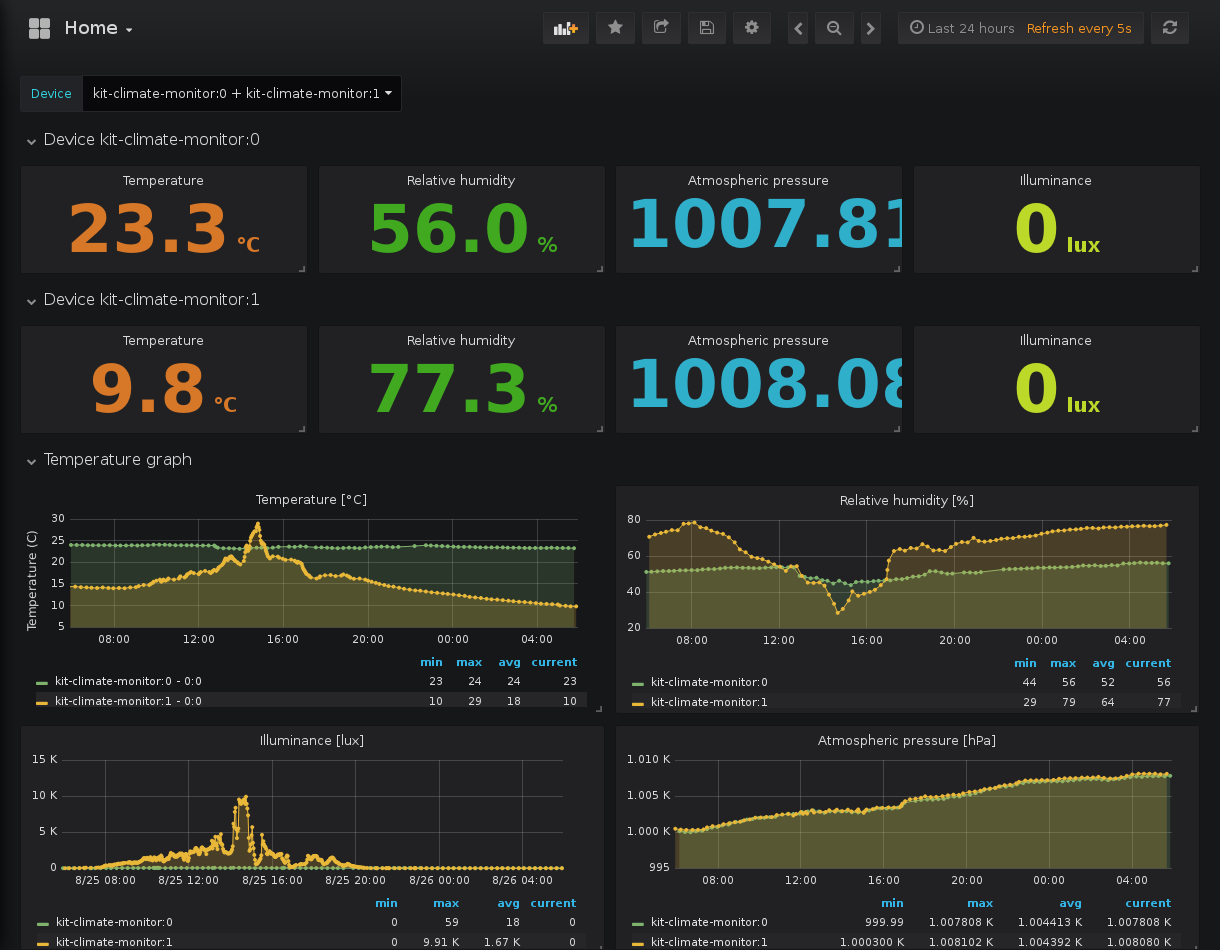 Home
Last 24 hours Refresh every 5s
Device kit-climate-monitor:0 + kit-climate-monitor:1
Device kit-climate-monitor:0
Temperature Relative humidity Atmospheric pressure Illuminance
23.3 °C 56.0 % 1007.81 0 lux
Device kit-climate-monitor:1
Temperature Relative humidity Atmospheric pressure Illuminance
9.8 °C 77.3 % 1008.08 0 lux
Temperature graph
Temperature [°C]
Temperature (C)
30
25
20
15
10
5
08:00 12:00 16:00 20:00 00:00 04:00
min max avg current
kit-climate-monitor:0 - 0:0 23 24 24 23
kit-climate-monitor:1 - 0:0 10 29 18 10
Relative humidity [%]
80
60
40
20
08:00 12:00 16:00 20:00 00:00 04:00
min max avg current
kit-climate-monitor:0 44 56 52 56
kit-climate-monitor:1 29 79 64 77
Illuminance [lux]
15 K
10 K
5 K
0
8/25 08:00 8/25 12:00 8/25 16:00 8/25 20:00 8/26 00:00 8/26 04:00
min max avg current
kit-climate-monitor:0 0 59 18 0
kit-climate-monitor:1 0 9.91 K 1.67 K 0
Atmospheric pressure [hPa]
1.010 K
1.005 K
1.000 K
995
08:00 12:00 16:00 20:00 00:00 04:00
min max avg current
kit-climate-monitor:0 999.99 1.007808 K 1.004413 K 1.007808 K
kit-climate-monitor:1 1.000300 K 1.008102 K 1.004392 K 1.008080 K